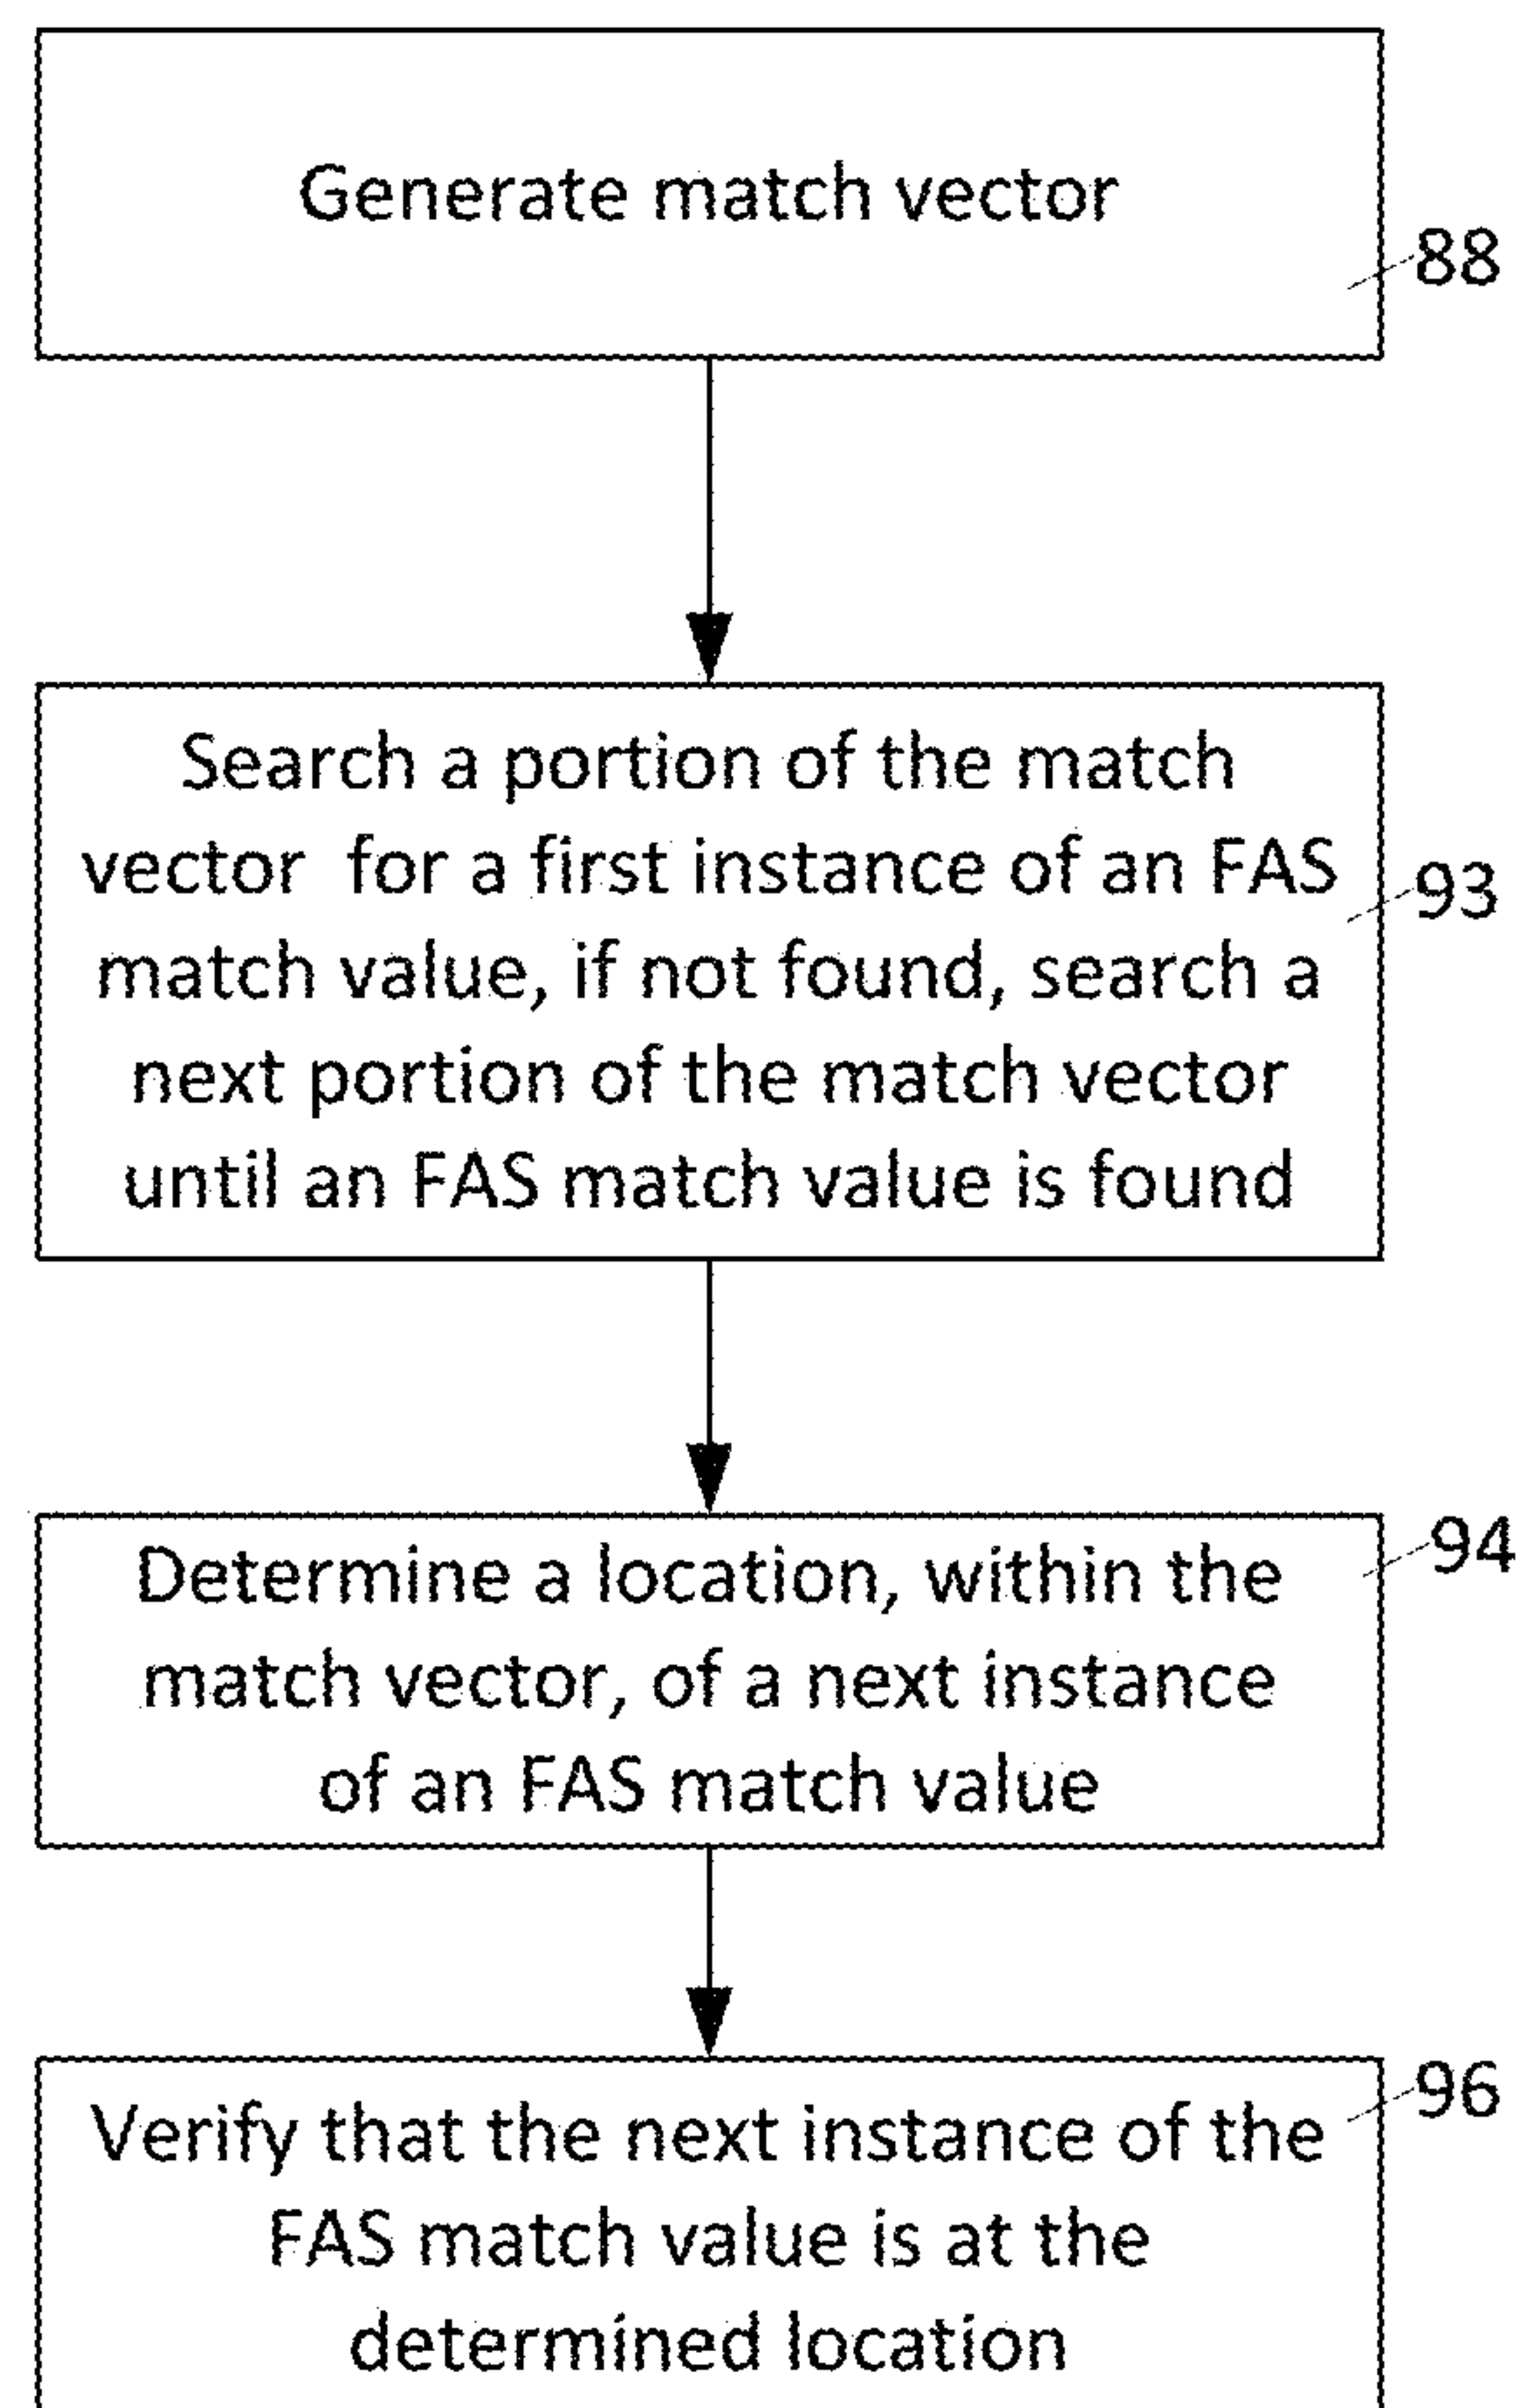 Generate match vector
88
Search a portion of the match
vector for a first instance of an FAS
93
match value, if not found, search a
next portion of the match vector
until an FAS match value is found
94
Determine a location, within the
match vector, of a next instance
of an FAS match value
96
Verify that the next instance of the
FAS match value is at the
determined location